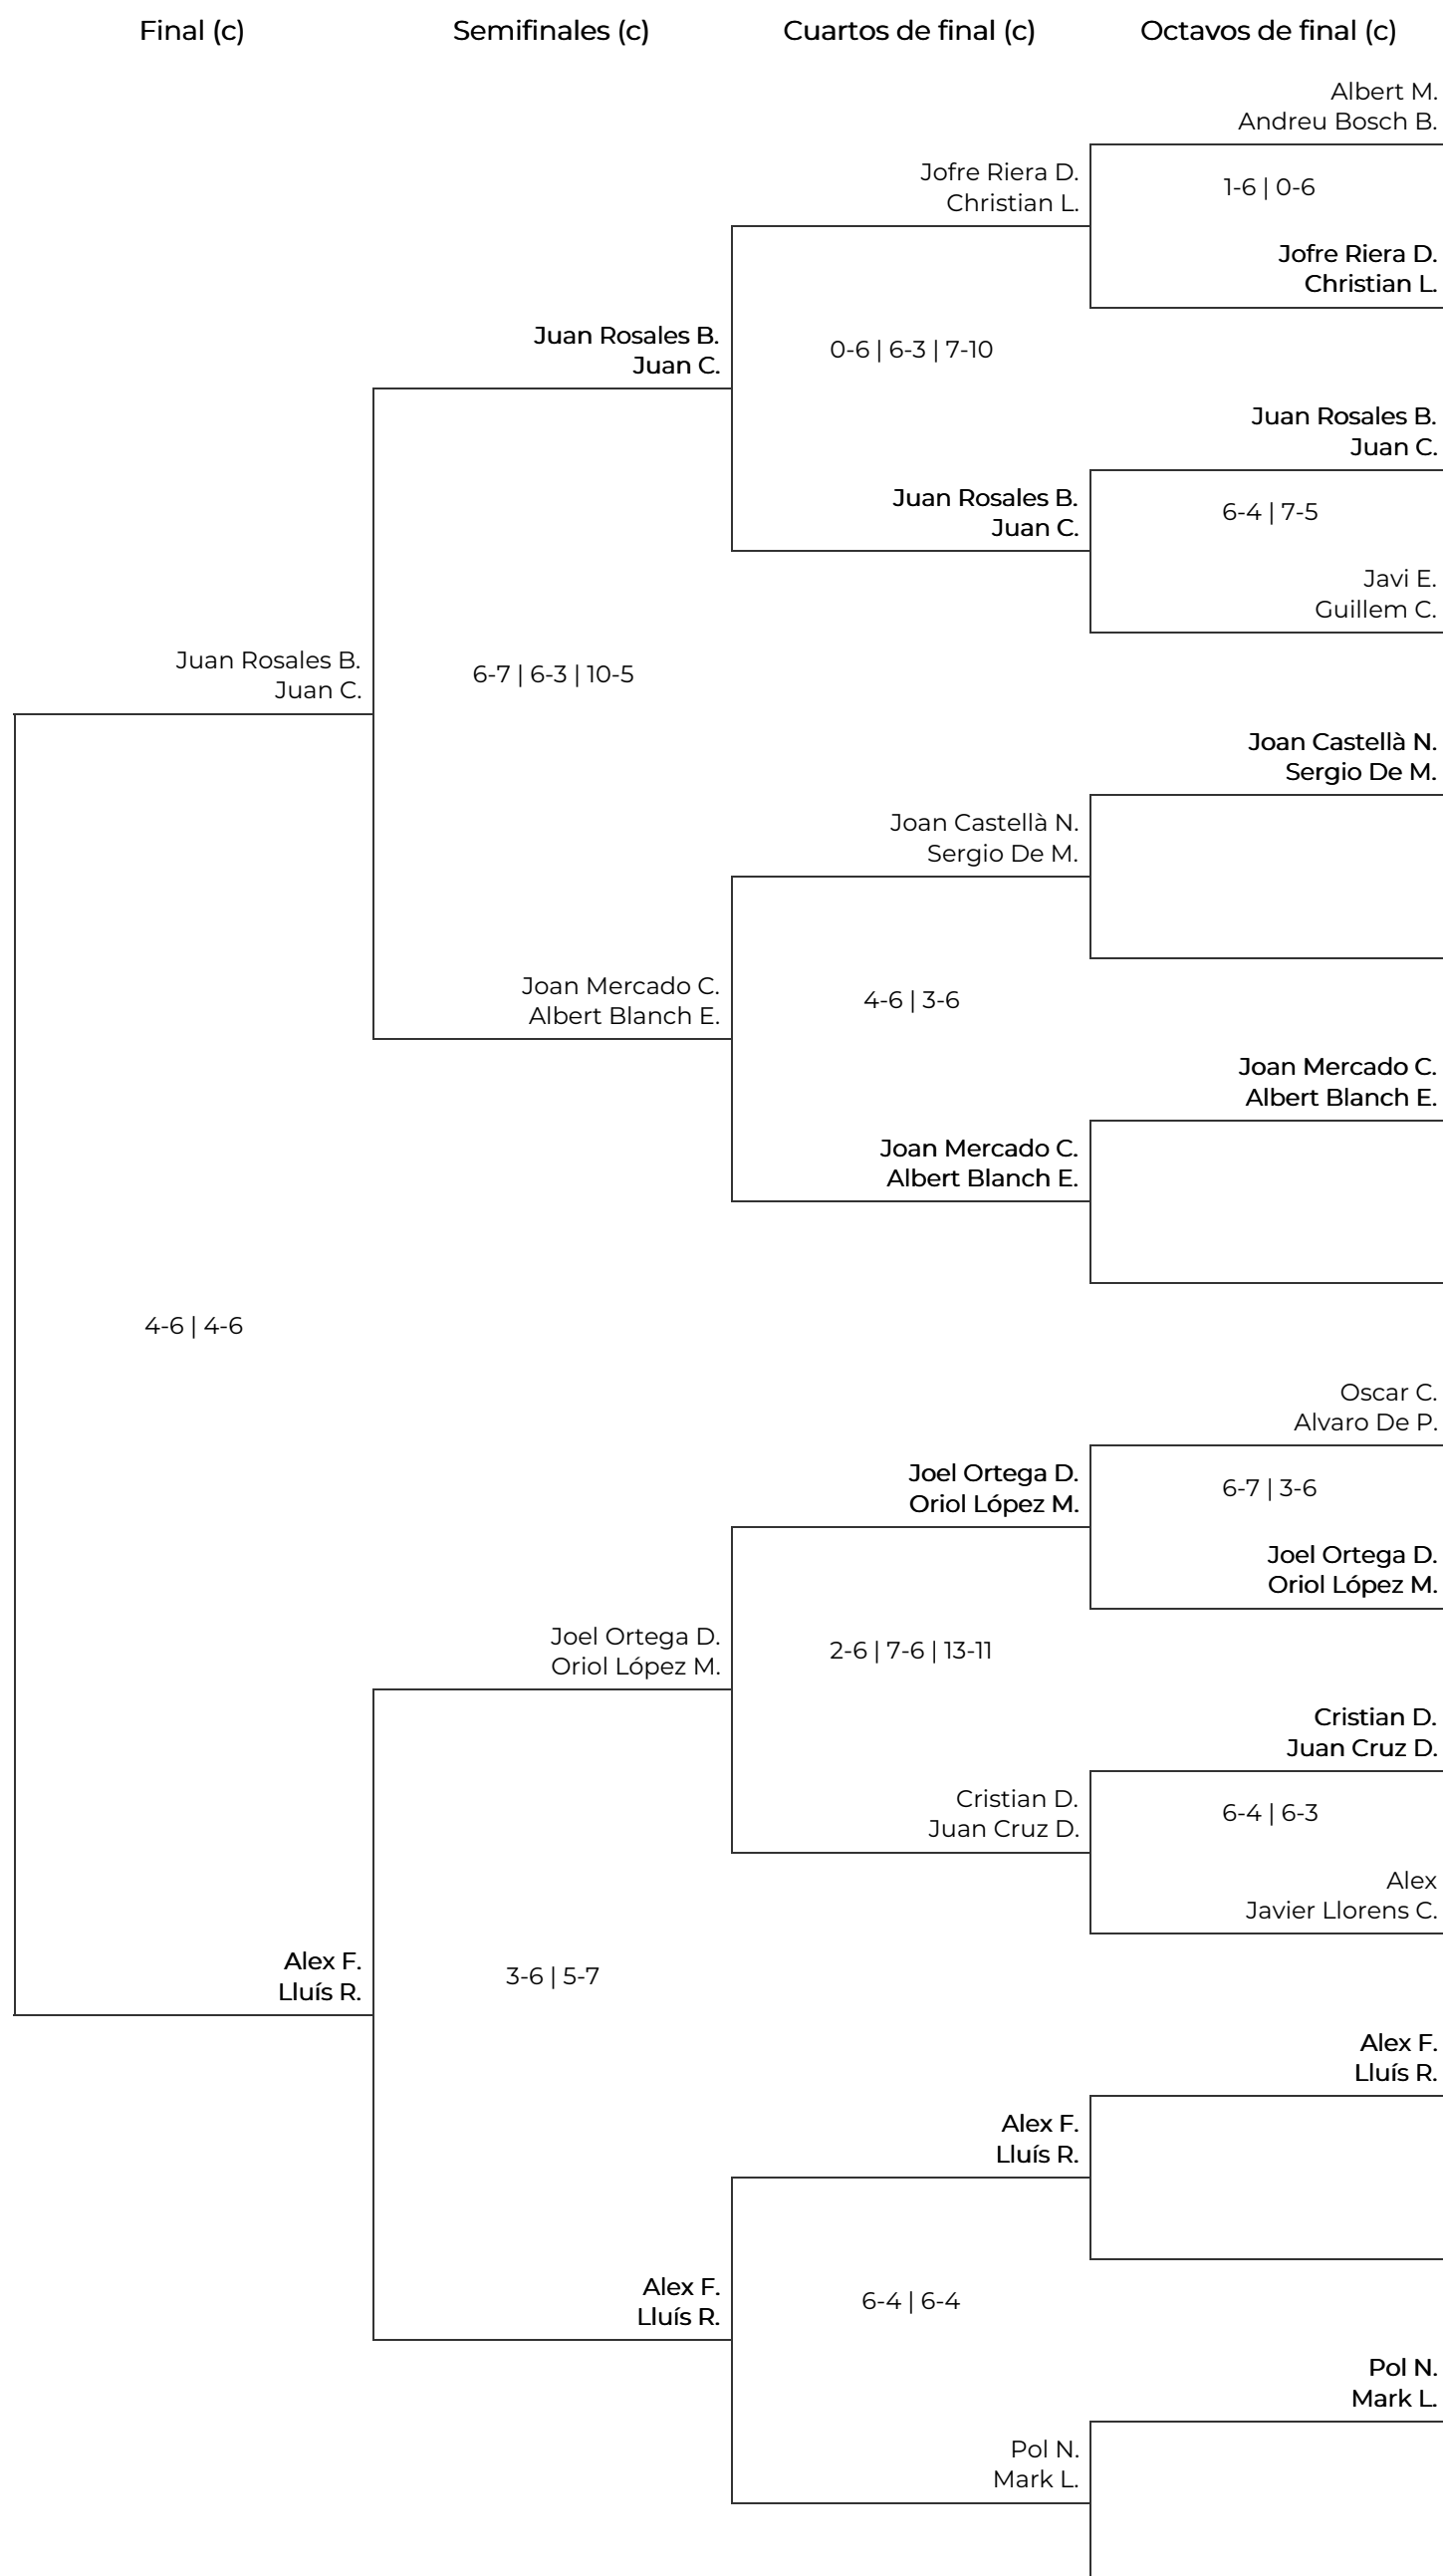 Final (c)
Semifinales (c)
Cuartos de final (c)
Octavos de final (c)
Albert M.
Andreu Bosch B.
Jofre Riera D.
Christian L.
1-6 | 0-6
Jofre Riera D.
Christian L.
Juan Rosales B.
Juan C.
0-6 | 6-3 | 7-10
Juan Rosales B.
Juan C.
Juan Rosales B.
Juan C.
6-4 | 7-5
Javi E.
Guillem C.
Juan Rosales B.
Juan C.
6-7 | 6-3 | 10-5
Joan Castellà N.
Sergio De M.
Joan Castellà N.
Sergio De M.
Joan Mercado C.
Albert Blanch E.
4-6 | 3-6
Joan Mercado C.
Albert Blanch E.
Joan Mercado C.
Albert Blanch E.
4-6 | 4-6
Oscar C.
Alvaro De P.
Joel Ortega D.
Oriol López M.
6-7 | 3-6
Joel Ortega D.
Oriol López M.
Joel Ortega D.
Oriol López M.
2-6 | 7-6 | 13-11
Cristian D.
Juan Cruz D.
Cristian D.
Juan Cruz D.
6-4 | 6-3
Alex
Javier Llorens C.
Alex F.
Lluís R.
3-6 | 5-7
Alex F.
Lluís R.
Alex F.
Lluís R.
Alex F.
Lluís R.
6-4 | 6-4
Pol N.
Mark L.
Pol N.
Mark L.